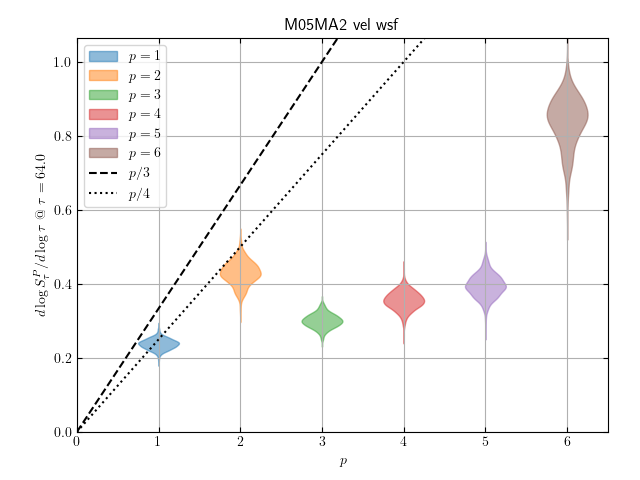 M05MA2 vel wsf
d log S_τ^P / d log τ @ τ = 64.0
1.0
0.8
0.6
0.4
0.2
0.0
p = 1
p = 2
p = 3
p = 4
p = 5
p = 6
p/3
p/4
0 1 2 3 4 5 6
p